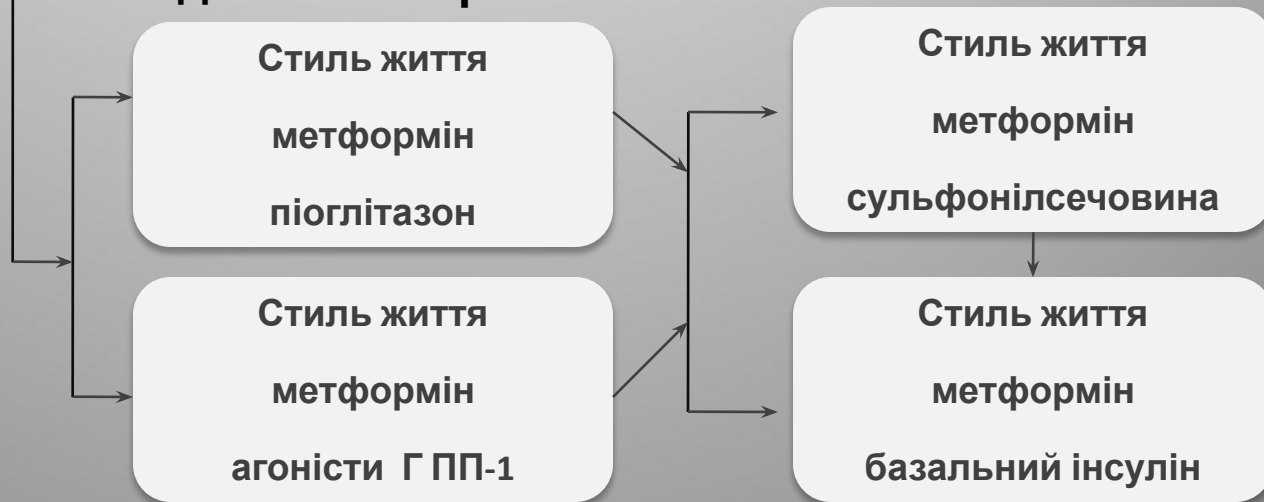 Стиль життя
метформін
піоглітазон
Стиль життя
метформін
сульфонілсечовина
Стиль життя
метформін
агоністи Г ПП-1
Стиль життя
метформін
базальний інсулін